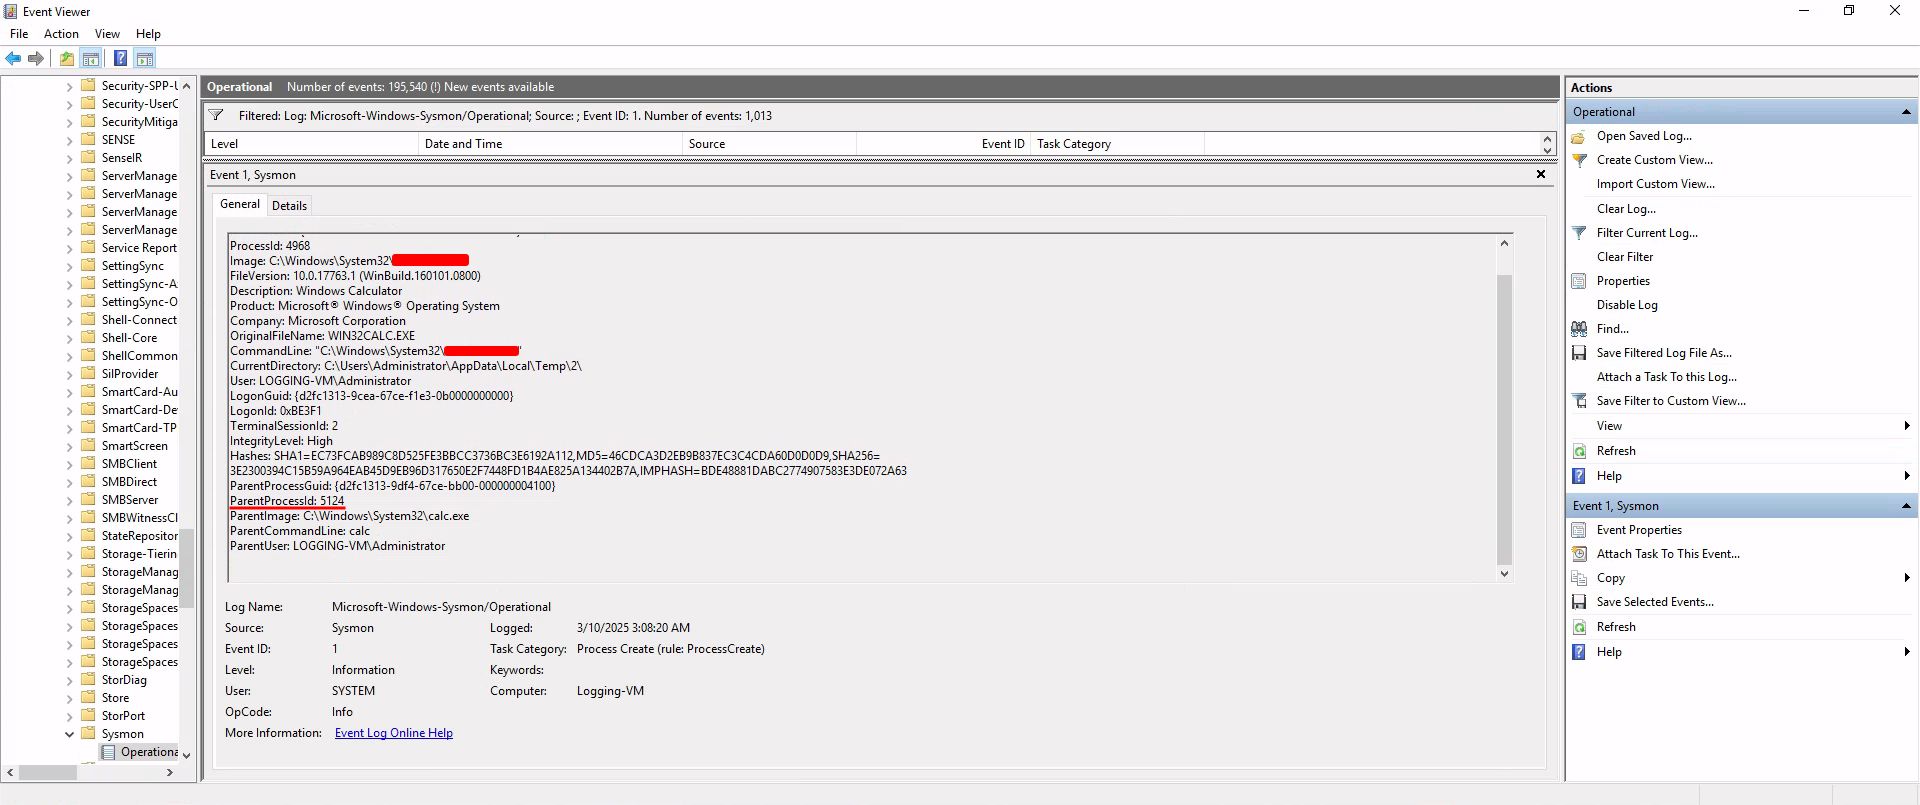 Event Viewer
File Action View Help
Operational Number of events: 195,540 (!) New events available
Filtered: Log: Microsoft-Windows-Sysmon/Operational; Source: ; Event ID: 1. Number of events: 1,013
Level Date and Time Source Event ID Task Category
Event 1, Sysmon
General Details
ProcessId: 4968
Image: C:\Windows\System32\
FileVersion: 10.0.17763.1 (WinBuild.160101.0800)
Description: Windows Calculator
Product: Microsoft® Windows® Operating System
Company: Microsoft Corporation
OriginalFileName: WIN32CALC.EXE
CommandLine: "C:\Windows\System32\"
CurrentDirectory: C:\Users\Administrator\AppData\Local\Temp\2\
User: LOGGING-VM\Administrator
LogonGuid: {d2fc1313-9cea-67ce-f1e3-0b0000000000}
LogonId: 0xBE3F1
TerminalSessionId: 2
IntegrityLevel: High
Hashes: SHA1=EC73FCAB989C8D525FE3BBCC3736BC3E6192A112,MD5=46CDCA3D2EB9B837EC3C4CDA60D0D0D9,SHA256=
3E2300394C15B59A964EAB45D9EB96D317650E2F7448FD1B4AE825A134402B7A,IMPHASH=BDE48881DABC2774907583E3DE072A63
ParentProcessGuid: {d2fc1313-9df4-67ce-bb00-000000004100}
ParentProcessId: 5124
ParentImage: C:\Windows\System32\calc.exe
ParentCommandLine: calc
ParentUser: LOGGING-VM\Administrator
Log Name: Microsoft-Windows-Sysmon/Operational
Source: Sysmon Logged: 3/10/2025 3:08:20 AM
Event ID: 1 Task Category: Process Create (rule: ProcessCreate)
Level: Information Keywords:
User: SYSTEM Computer: Logging-VM
OpCode: Info
More Information: Event Log Online Help
Security-SPP-U
Security-UserC
SecurityMitiga
SENSE
SenseIR
ServerManage
ServerManage
ServerManage
ServerManage
Service Report
SettingSync
SettingSync-A
SettingSync-O
Shell-Connect
Shell-Core
ShellCommon
SilProvider
SmartCard-Au
SmartCard-De
SmartCard-TP
SmartScreen
SMBClient
SMBDirect
SMBServer
SMBWitnessCl
StateRepositor
Storage-Tierin
StorageManag
StorageManag
StorageSpaces
StorageSpaces
StorageSpaces
StorageSpaces
StorDiag
Store
StorPort
Sysmon
Operationa
Actions
Operational
Open Saved Log...
Create Custom View...
Import Custom View...
Clear Log...
Filter Current Log...
Clear Filter
Properties
Disable Log
Find...
Save Filtered Log File As...
Attach a Task To this Log...
Save Filter to Custom View...
View
Refresh
Help
Event 1, Sysmon
Event Properties
Attach Task To This Event...
Copy
Save Selected Events...
Refresh
Help